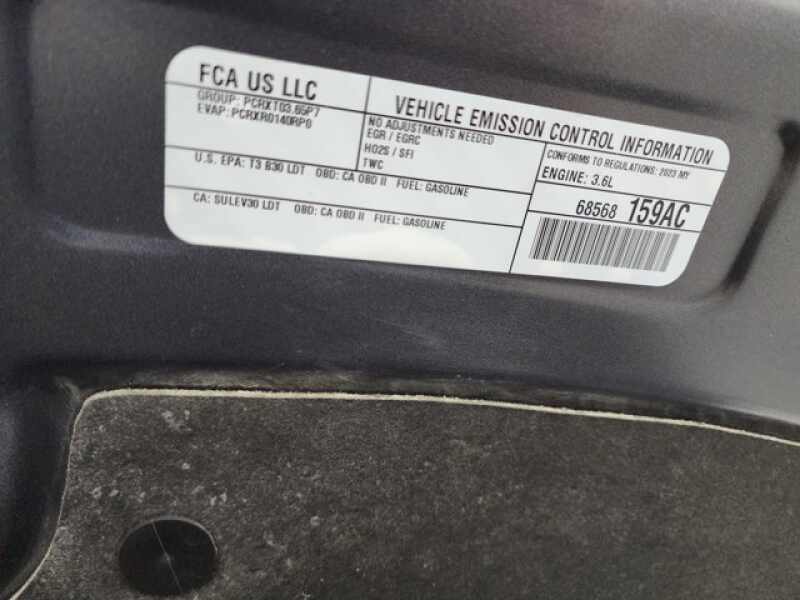 FCA US LLC
GROUP: PCRXT03.65P7
EVAP: PCRXR0140RP0
VEHICLE EMISSION CONTROL INFORMATION
NO ADJUSTMENTS NEEDED
EGR / EGRC
HO2S / SFI
TWC
CONFORMS TO REGULATIONS: 2023 MY
ENGINE: 3.6L
U.S. EPA: T3 B30 LDT OBD: CA OBD II FUEL: GASOLINE
CA: SULEV30 LDT OBD: CA OBD II FUEL: GASOLINE
68568 159AC